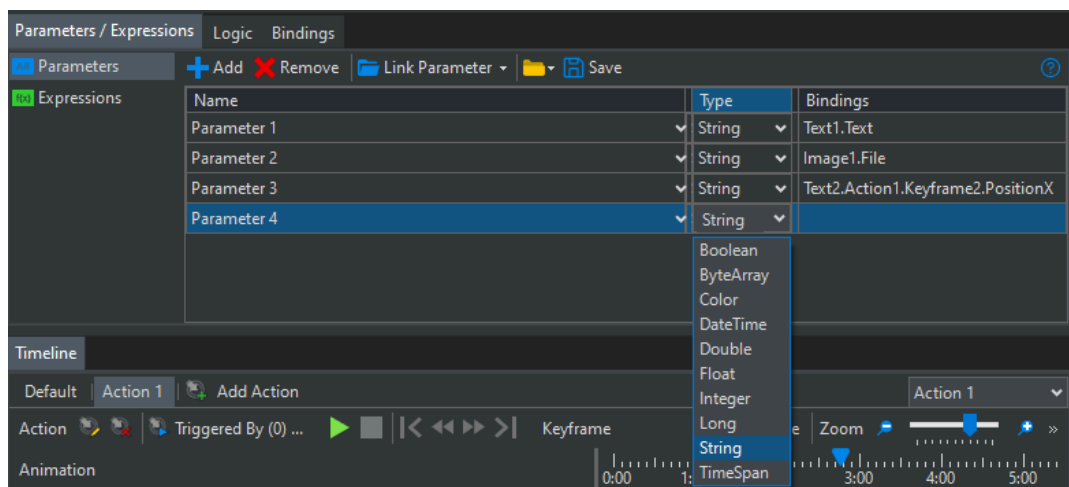 Parameters / Expressions Logic Bindings
Parameters Add Remove Link Parameter Save
Expressions
Name Type Bindings
Parameter 1 String Text1.Text
Parameter 2 String Image1.File
Parameter 3 String Text2.Action1.Keyframe2.PositionX
Parameter 4 String
Boolean
ByteArray
Color
DateTime
Double
Float
Integer
Long
String
TimeSpan
Timeline
Default Action 1 Add Action Action 1
Action Triggered By (0) ... Keyframe Zoom
Animation 0:00 3:00 4:00 5:00